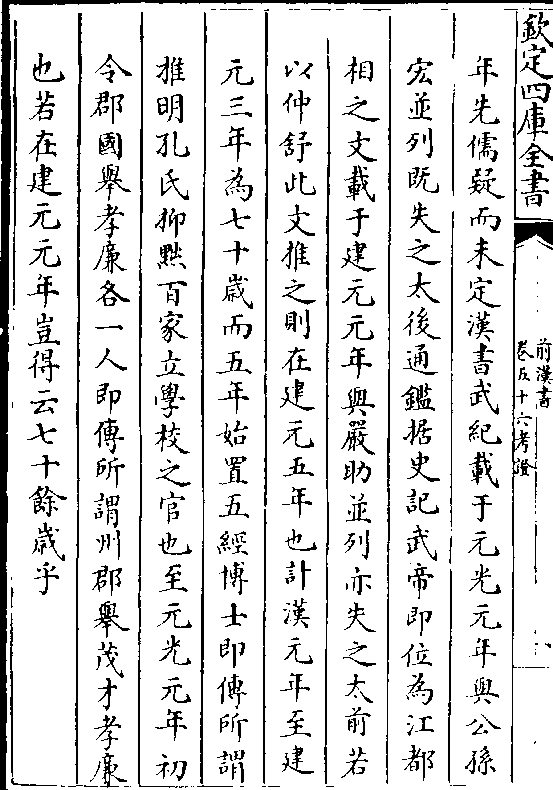 欽定四庫全書
前漢書
卷五十六考證
年先儒疑而未定漢書武紀載于元光元年與公孫
宏並列既失之太後通鑑据史記武帝即位為江都
相之文載于建元元年與嚴助並列亦失之太前若
以仲舒此文推之則在建元五年也計漢元年至建
元三年為七十歲而五年始置五經博士即傳所謂
推明孔氏抑黜百家立學校之官也至元光元年初
令郡國舉孝廉各一人即傳所謂州郡舉茂才孝廉
也若在建元元年豈得云七十餘歲乎